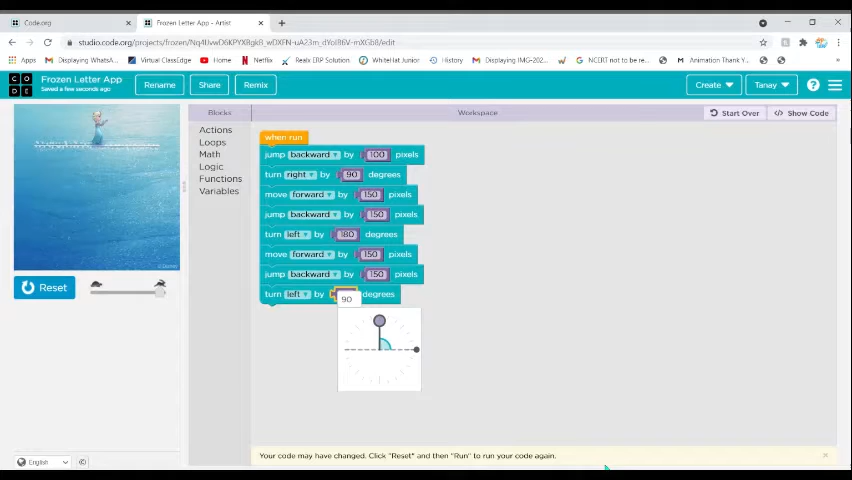 Code.org
Frozen Letter App - Artist
studio.code.org/projects/frozen/
/edit
Apps
Displaying WhatsA...
Virtual ClassEdge
Home
Netflix
Realx ERP Solution
WhiteHat Junior
History
Displaying IMG-202...
NCERT not to be re...
Animation Thank Y...
CODE
Frozen Letter App
Saved a few seconds ago
Rename
Share
Remix
Create
Tanay
?
Blocks
Workspace
Start Over
Show Code
Actions
Loops
Math
Logic
Functions
Variables
when run
jump backward by 100 pixels
turn right by 90 degrees
move forward by 150 pixels
jump backward by 150 pixels
turn left by 180 degrees
move forward by 150 pixels
jump backward by 150 pixels
turn left by 90 degrees
Reset
Your code may have changed. Click "Reset" and then "Run" to run your code again.
English